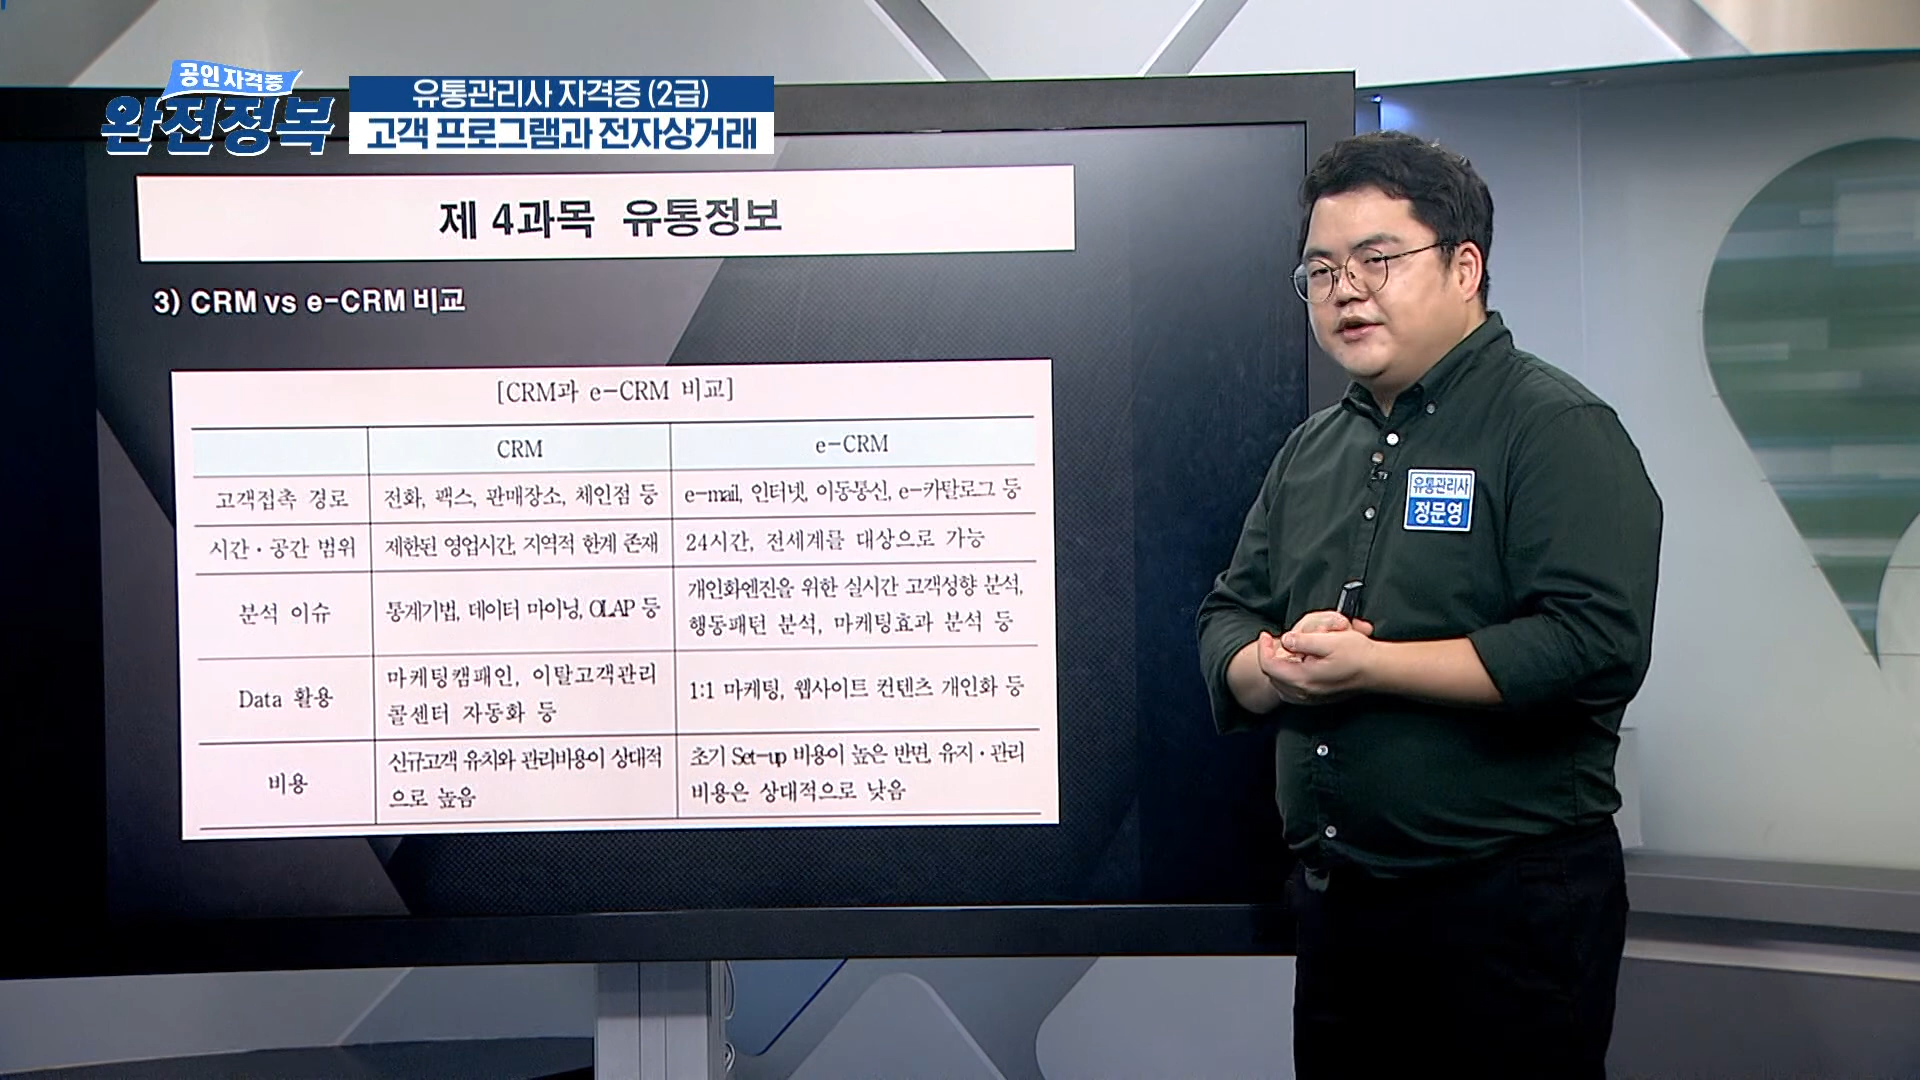 공인 자격증
완전정복
유통관리사 자격증 (2급)
고객 프로그램과 전자상거래
제 4과목 유통정보
3) CRM vs e-CRM 비교
[CRM과 e-CRM 비교]
CRM
e-CRM
고객접촉 경로
전화, 팩스, 판매장소, 체인점 등
e-mail, 인터넷, 이동통신, e-카탈로그 등
시간·공간 범위
제한된 영업시간, 지역적 한계 존재
24시간, 전세계를 대상으로 가능
분석 이슈
통계기법, 데이터 마이닝, OLAP 등
개인화엔진을 위한 실시간 고객성향 분석,
행동패턴 분석, 마케팅효과 분석 등
Data 활용
마케팅캠패인, 이탈고객관리
콜센터 자동화 등
1:1 마케팅, 웹사이트 컨텐츠 개인화 등
비용
신규고객 유치와 관리비용이 상대적
으로 높음
초기 Set-up 비용이 높은 반면, 유지·관리
비용은 상대적으로 낮음
유통관리사
정문영